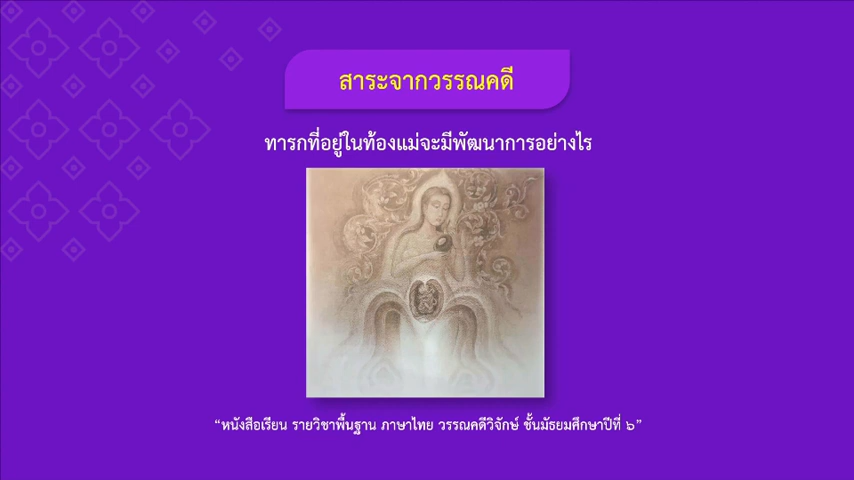 สาระจากวรรณคดี
ทารกที่อยู่ในท้องแม่จะมีพัฒนาการอย่างไร
“หนังสือเรียน รายวิชาพื้นฐาน ภาษาไทย วรรณคดีวิจักษ์ ชั้นมัธยมศึกษาปีที่ ๖”